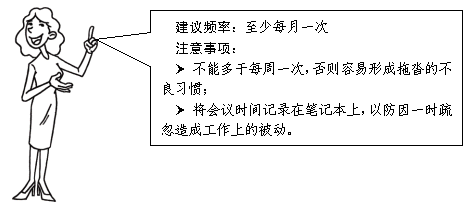 建议频率：至少每月一次
注意事项：
➢ 不能多于每周一次，否则容易形成拖沓的不
良习惯；
➢ 将会议时间记录在笔记本上，以防因一时疏
忽造成工作上的被动。